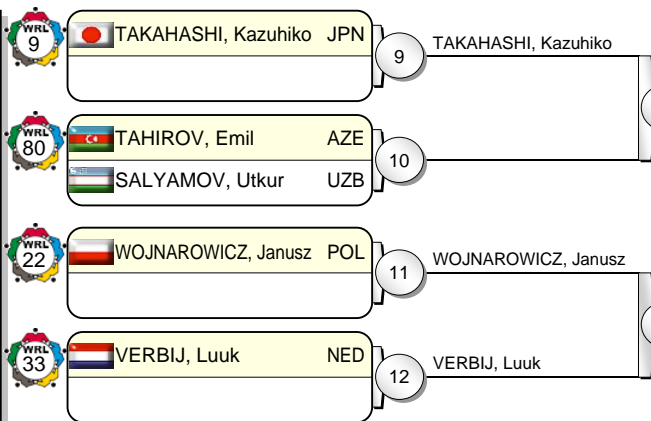 WRL
9
TAKAHASHI, Kazuhiko JPN
9
TAKAHASHI, Kazuhiko
WRL
80
TAHIROV, Emil AZE
SALYAMOV, Utkur UZB
10
WRL
22
WOJNAROWICZ, Janusz POL
11
WOJNAROWICZ, Janusz
WRL
33
VERBIJ, Luuk NED
12
VERBIJ, Luuk